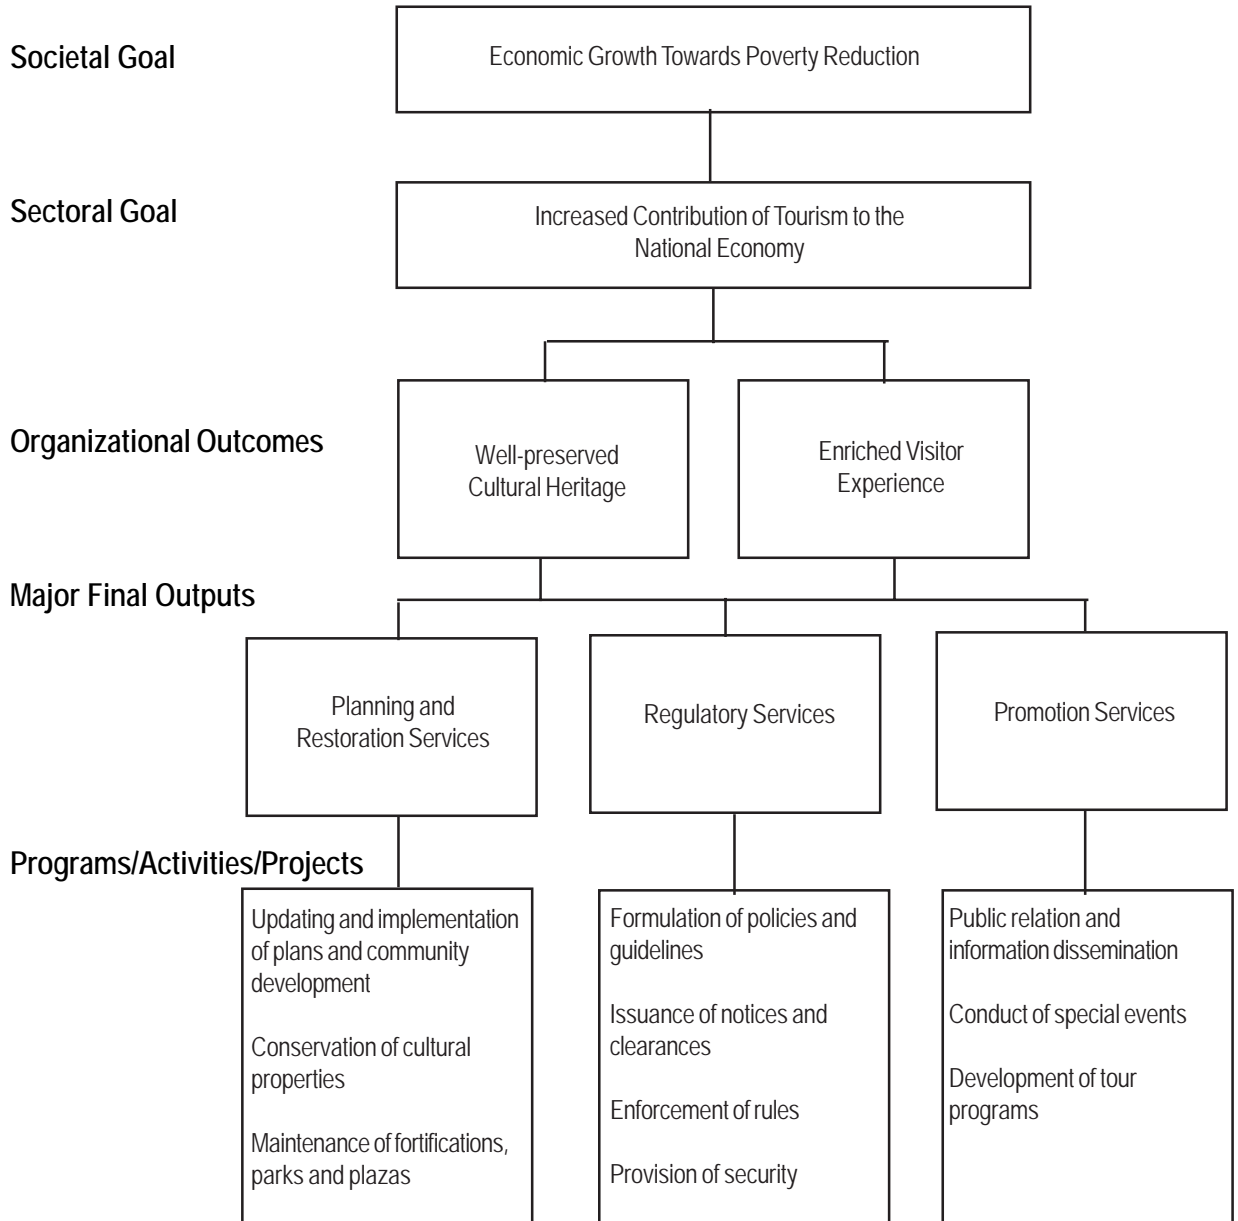 Societal Goal
Economic Growth Towards Poverty Reduction
Sectoral Goal
Increased Contribution of Tourism to the
National Economy
Organizational Outcomes
Well-preserved
Cultural Heritage
Enriched Visitor
Experience
Major Final Outputs
Planning and
Restoration Services
Regulatory Services
Promotion Services
Programs/Activities/Projects
Updating and implementation
of plans and community
development
Conservation of cultural
properties
Maintenance of fortifications,
parks and plazas
Formulation of policies and
guidelines
Issuance of notices and
clearances
Enforcement of rules
Provision of security
Public relation and
information dissemination
Conduct of special events
Development of tour
programs